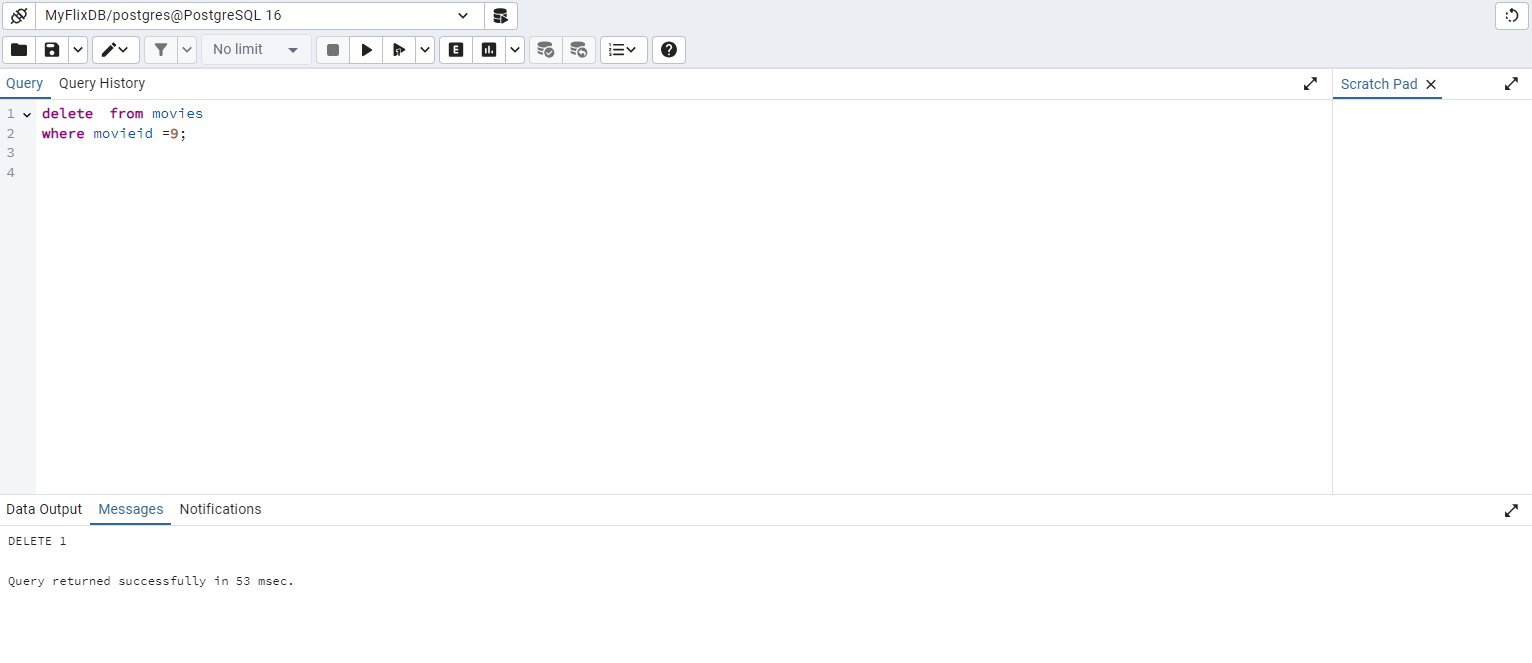 MyFlixDB/postgres@PostgreSQL 16
No limit
E
Query Query History
Scratch Pad
1 delete  from movies
2 where movieid =9;
3
4
Data Output Messages Notifications
DELETE 1
Query returned successfully in 53 msec.